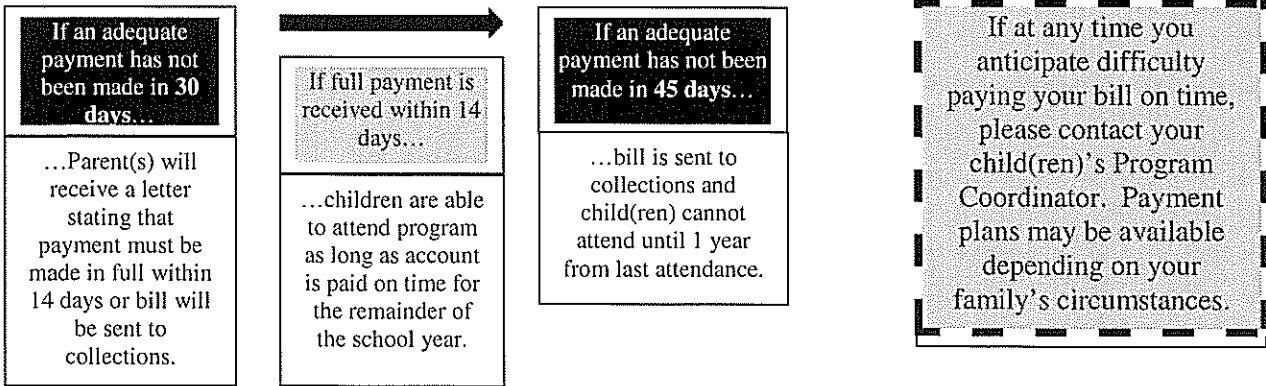 If an adequate
payment has not
been made in 30
days…
…Parent(s) will
receive a letter
stating that
payment must be
made in full within
14 days or bill will
be sent to
collections.
If full payment is
received within 14
days…
…children are able
to attend program
as long as account
is paid on time for
the remainder of
the school year.
If an adequate
payment has not been
made in 45 days…
…bill is sent to
collections and
child(ren) cannot
attend until 1 year
from last attendance.
If at any time you
anticipate difficulty
paying your bill on time,
please contact your
child(ren)'s Program
Coordinator. Payment
plans may be available
depending on your
family's circumstances.